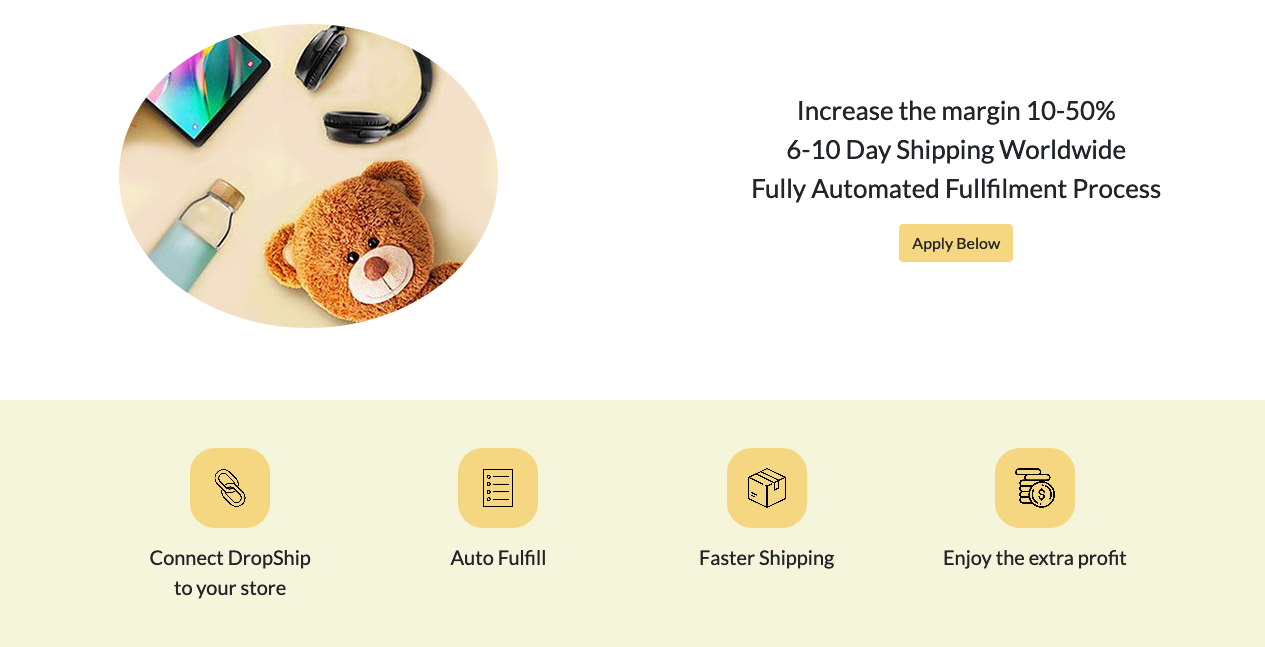 Increase the margin 10-50%
6-10 Day Shipping Worldwide
Fully Automated Fullfilment Process
Apply Below
Connect DropShip
to your store
Auto Fulfill
Faster Shipping
Enjoy the extra profit